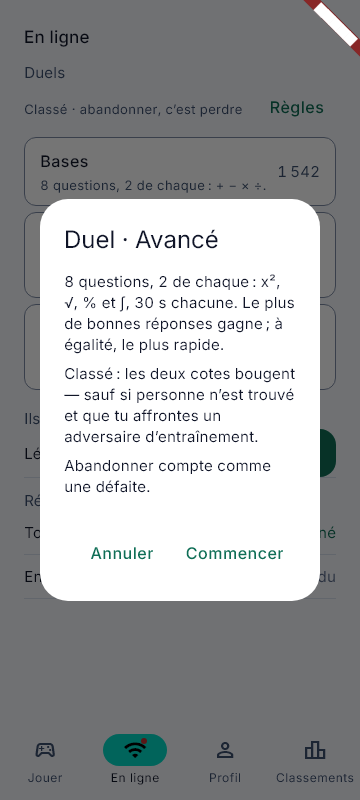 En ligne
Duels
Classé · abandonner, c’est perdre
Règles
Bases
8 questions, 2 de chaque : + − × ÷.
1 542
Duel · Avancé
8 questions, 2 de chaque : x²,
√, % et ∫, 30 s chacune. Le plus
de bonnes réponses gagne ; à
égalité, le plus rapide.
Classé : les deux cotes bougent
— sauf si personne n’est trouvé
et que tu affrontes un
adversaire d’entraînement.
Abandonner compte comme
une défaite.
Annuler
Commencer
Jouer
En ligne
Profil
Classements